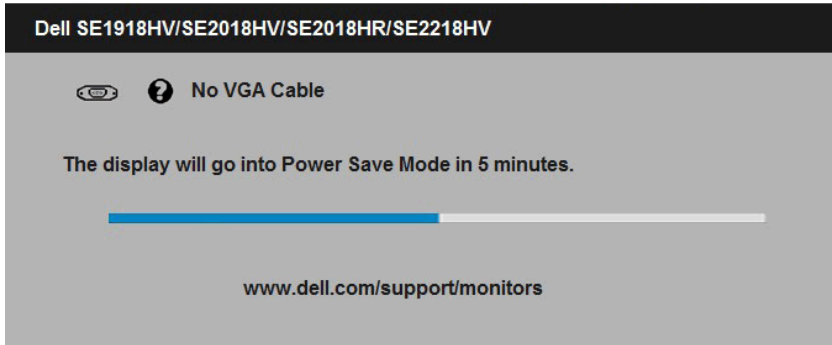 Dell SE1918HV/SE2018HV/SE2018HR/SE2218HV
No VGA Cable
The display will go into Power Save Mode in 5 minutes.
www.dell.com/support/monitors